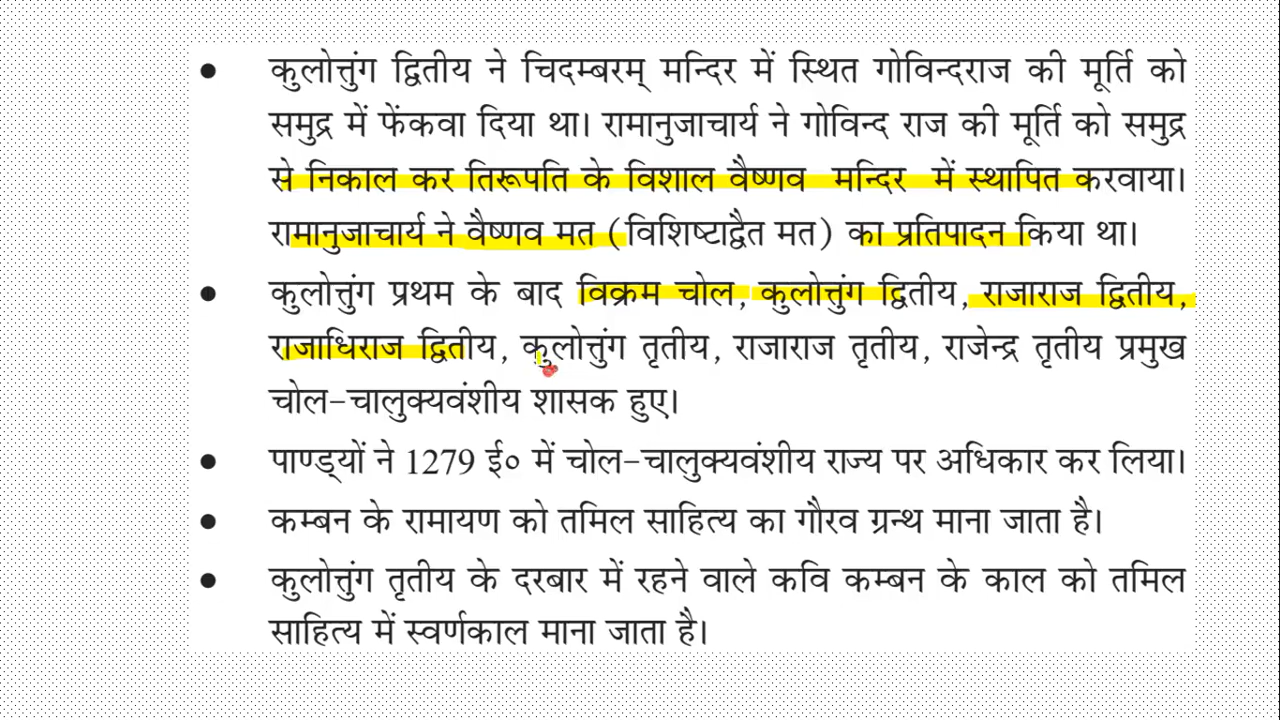 ● कुलोत्तुंग द्वितीय ने चिदम्बरम् मन्दिर में स्थित गोविन्दराज की मूर्ति को
समुद्र में फेंकवा दिया था। रामानुजाचार्य ने गोविन्द राज की मूर्ति को समुद्र
से निकाल कर तिरूपति के विशाल वैष्णव मन्दिर में स्थापित करवाया।
रामानुजाचार्य ने वैष्णव मत (विशिष्टाद्वैत मत) का प्रतिपादन किया था।
● कुलोत्तुंग प्रथम के बाद विक्रम चोल, कुलोत्तुंग द्वितीय, राजाराज द्वितीय,
राजाधिराज द्वितीय, कुलोत्तुंग तृतीय, राजाराज तृतीय, राजेन्द्र तृतीय प्रमुख
चोल-चालुक्यवंशीय शासक हुए।
● पाण्ड्यों ने 1279 ई० में चोल-चालुक्यवंशीय राज्य पर अधिकार कर लिया।
● कम्बन के रामायण को तमिल साहित्य का गौरव ग्रन्थ माना जाता है।
● कुलोत्तुंग तृतीय के दरबार में रहने वाले कवि कम्बन के काल को तमिल
साहित्य में स्वर्णकाल माना जाता है।